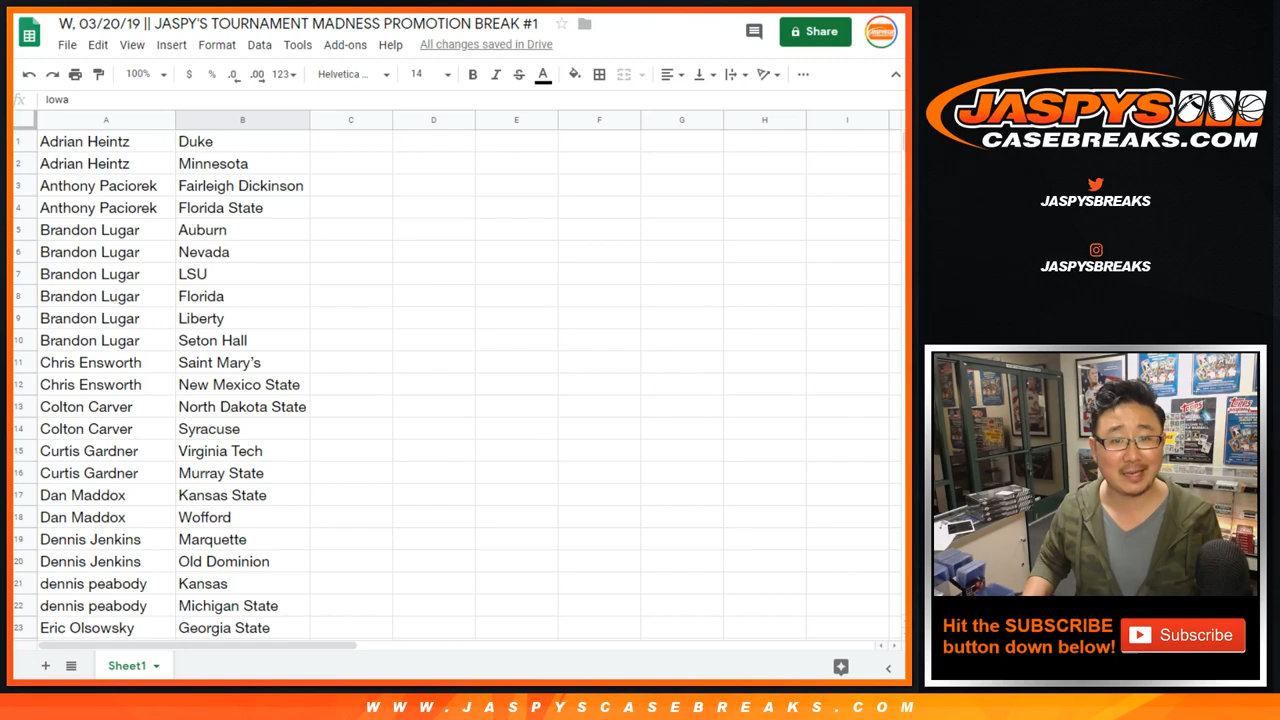 W, 03/20/19 || JASPY'S TOURNAMENT MADNESS PROMOTION BREAK #1
File Edit View Insert Format Data Tools Add-ons Help All changes saved in Drive
Share
100% $ % .0 .00 123 Helvetica ... 14 B I S A
fx Iowa
A B C D E F G H I
1 Adrian Heintz Duke
2 Adrian Heintz Minnesota
3 Anthony Paciorek Fairleigh Dickinson
4 Anthony Paciorek Florida State
5 Brandon Lugar Auburn
6 Brandon Lugar Nevada
7 Brandon Lugar LSU
8 Brandon Lugar Florida
9 Brandon Lugar Liberty
10 Brandon Lugar Seton Hall
11 Chris Ensworth Saint Mary’s
12 Chris Ensworth New Mexico State
13 Colton Carver North Dakota State
14 Colton Carver Syracuse
15 Curtis Gardner Virginia Tech
16 Curtis Gardner Murray State
17 Dan Maddox Kansas State
18 Dan Maddox Wofford
19 Dennis Jenkins Marquette
20 Dennis Jenkins Old Dominion
21 dennis peabody Kansas
22 dennis peabody Michigan State
23 Eric Olsowsky Georgia State
Sheet1
JASPYS
CASEBREAKS.COM
JASPYSBREAKS
JASPYSBREAKS
Topps
Hit the SUBSCRIBE
button down below!
Subscribe
WWW.JASPYSCASEBREAKS.COM